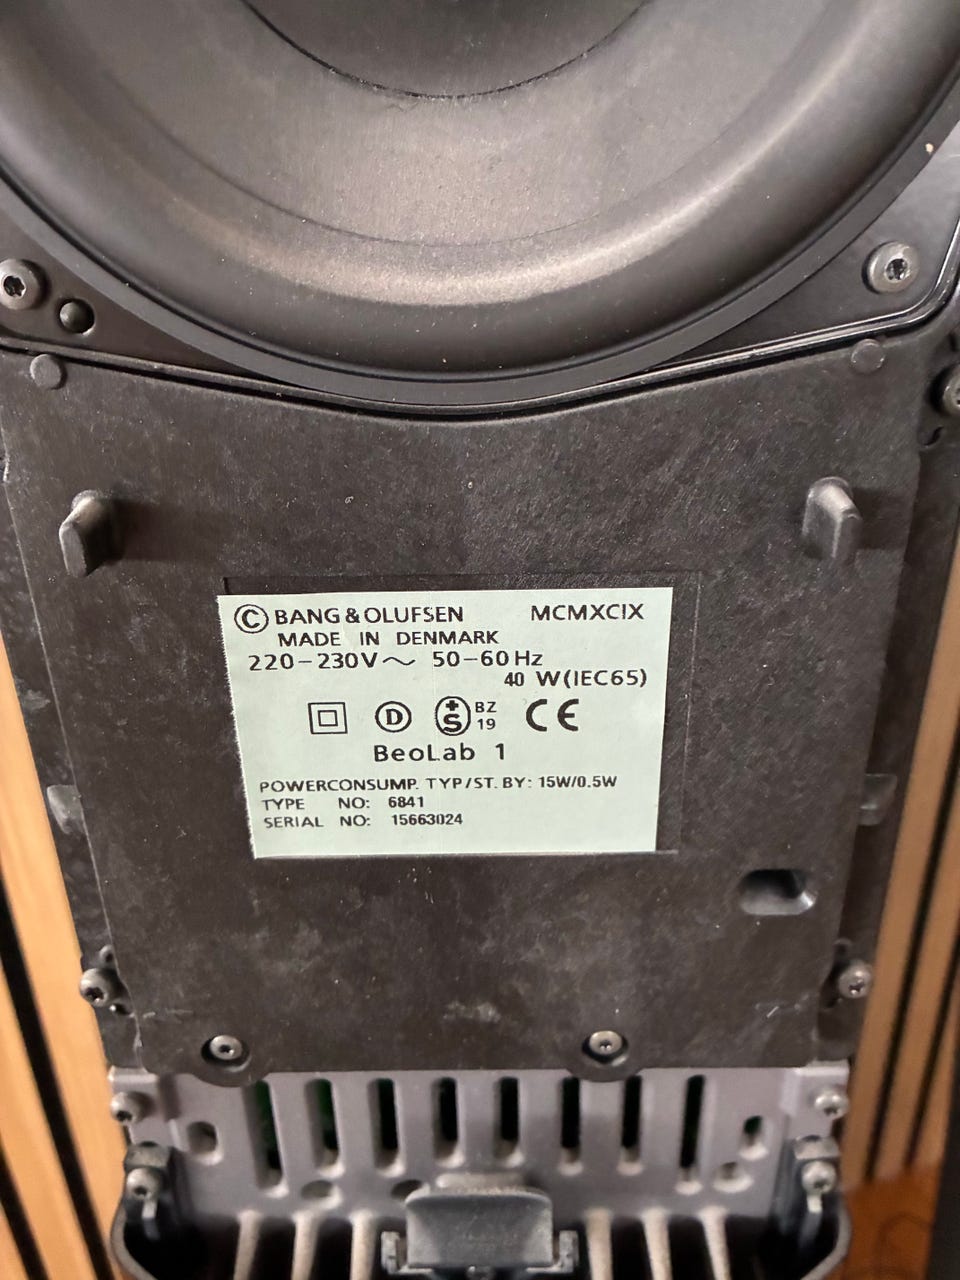 © BANG & OLUFSEN MCMXCIX
MADE IN DENMARK
220-230V~ 50-60 Hz
40 W(IEC65)
D +S BZ 19 CE
BeoLab 1
POWERCONSUMP. TYP/ST. BY: 15W/0.5W
TYPE NO: 6841
SERIAL NO: 15663024